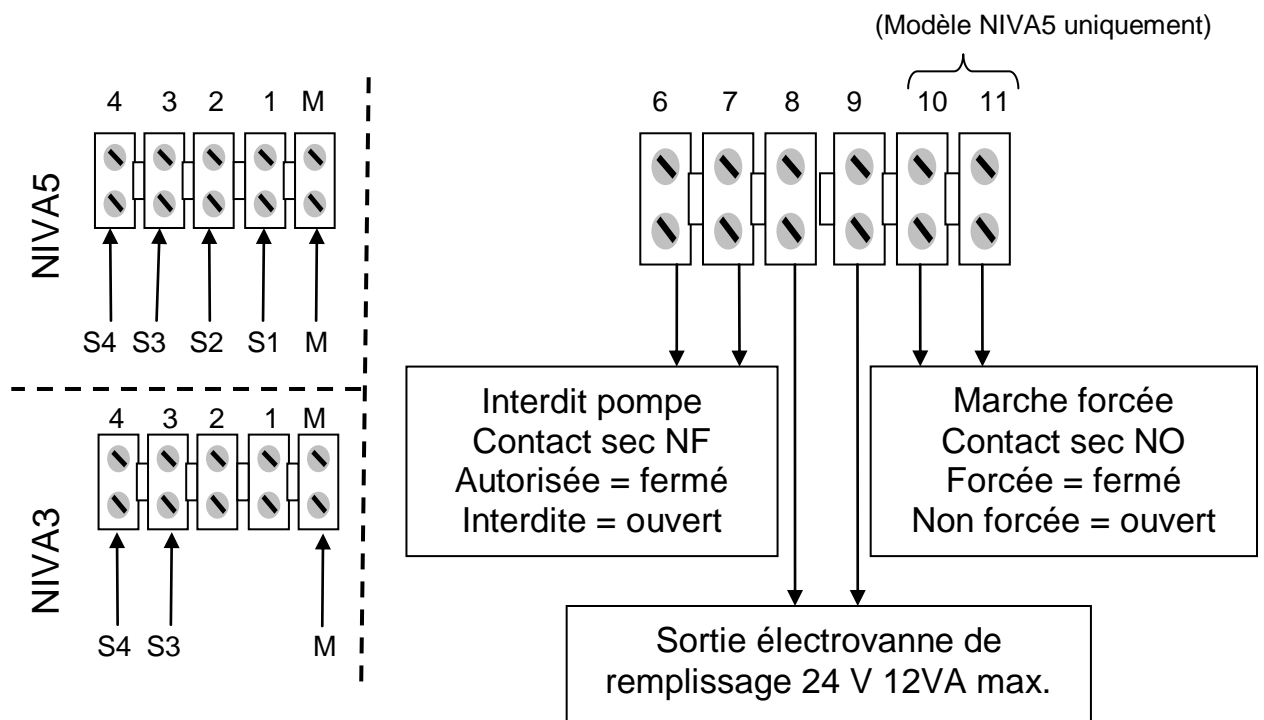 (Modèle NIVA5 uniquement)
4 3 2 1 M
NIVA5
S4 S3 S2 S1 M
4 3 2 1 M
NIVA3
S4 S3 M
6 7 8 9 10 11
Interdit pompe
Contact sec NF
Autorisée = fermé
Interdite = ouvert
Marche forcée
Contact sec NO
Forcée = fermé
Non forcée = ouvert
Sortie électrovanne de
remplissage 24 V 12VA max.